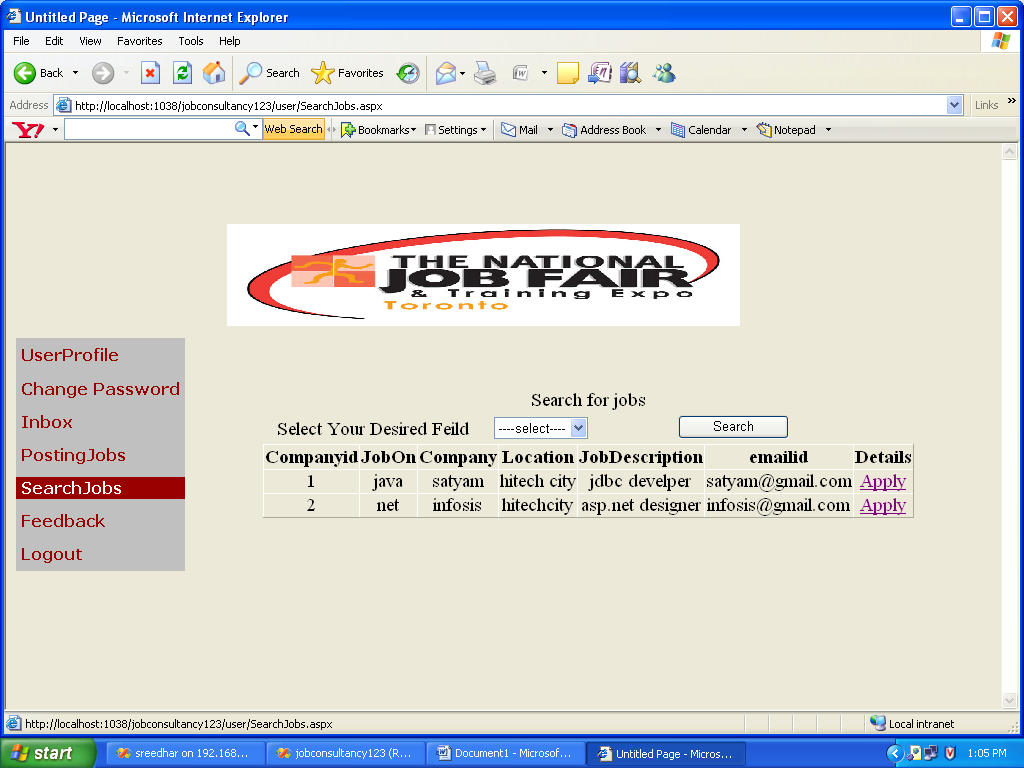 Untitled Page - Microsoft Internet Explorer
File Edit View Favorites Tools Help
Back Search Favorites
Address http://localhost:1038/jobconsultancy123/user/SearchJobs.aspx Links »
Y! Web Search Bookmarks Settings Mail Address Book Calendar Notepad
THE NATIONAL
JOB FAIR
& Training Expo
Toronto
UserProfile
Change Password
Inbox
PostingJobs
SearchJobs
Feedback
Logout
Search for jobs
Select Your Desired Feild ----select---- Search
Companyid JobOn Company Location JobDescription emailid Details
1 java satyam hitech city jdbc develper satyam@gmail.com Apply
2 net infosis hitechcity asp.net designer infosis@gmail.com Apply
http://localhost:1038/jobconsultancy123/user/SearchJobs.aspx Local intranet
start sreedhar on 192.168... jobconsultancy123 (R... Document1 - Microsof... Untitled Page - Micros... 1:05 PM